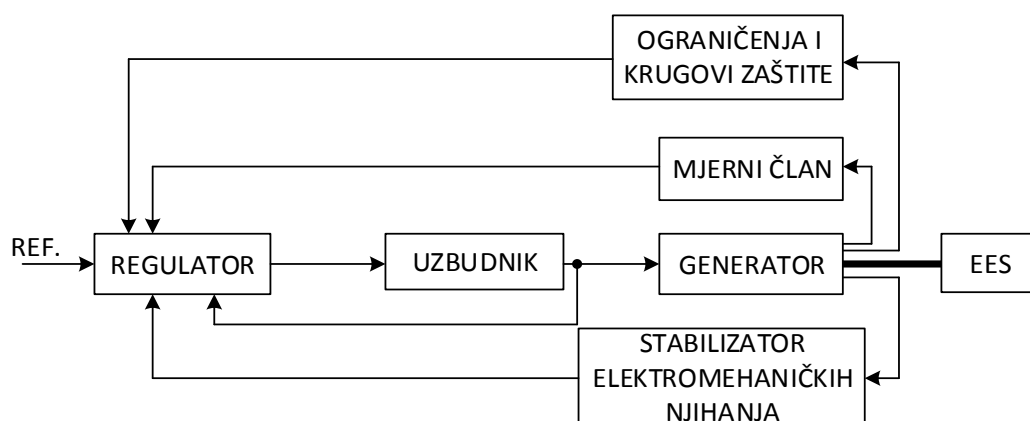 OGRANIČENJA I
KRUGOVI ZAŠTITE
MJERNI ČLAN
REF.
REGULATOR
UZBUDNIK
GENERATOR
EES
STABILIZATOR
ELEKTROMEHANIČKIH
NJIHANJA